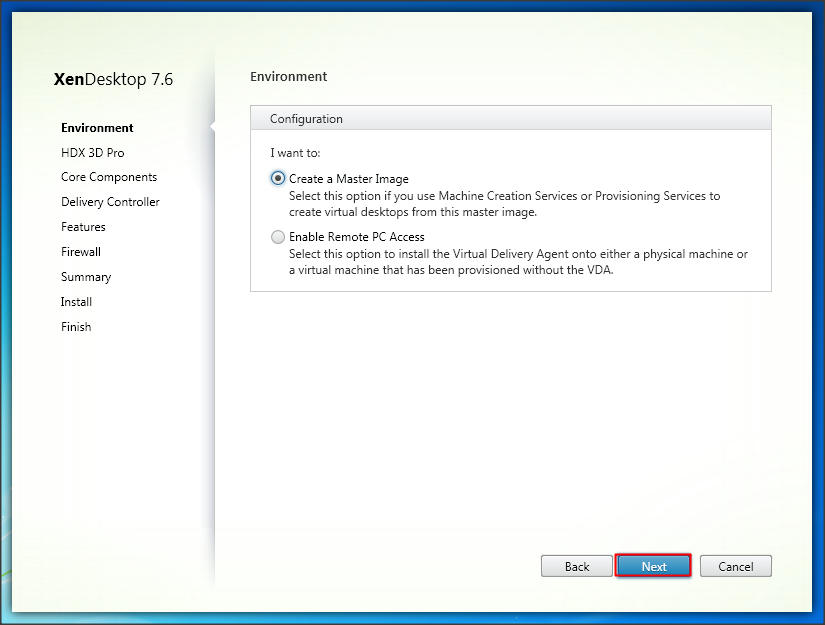 XenDesktop 7.6
Environment
HDX 3D Pro
Core Components
Delivery Controller
Features
Firewall
Summary
Install
Finish
Environment
Configuration
I want to:
Create a Master Image
Select this option if you use Machine Creation Services or Provisioning Services to
create virtual desktops from this master image.
Enable Remote PC Access
Select this option to install the Virtual Delivery Agent onto either a physical machine or
a virtual machine that has been provisioned without the VDA.
Back Next Cancel